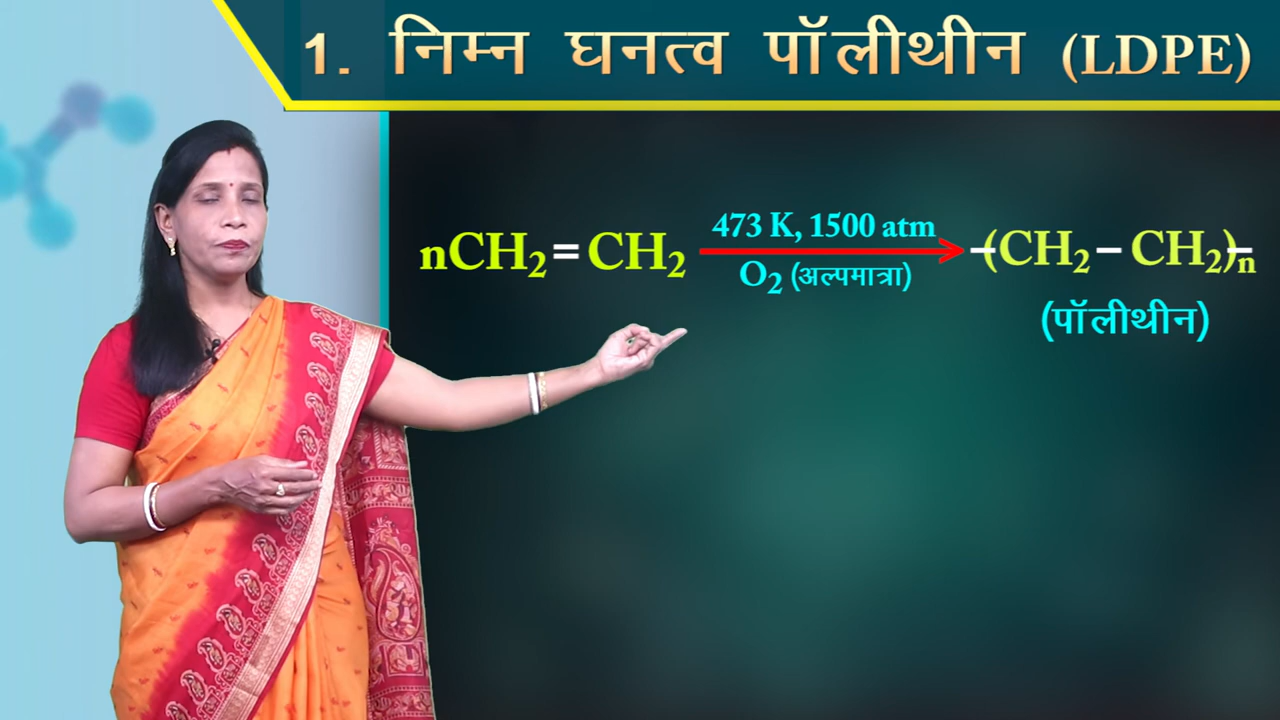 1. निम्न घनत्व पॉलीथीन (LDPE)
473 K, 1500 atm
nCH₂=CH₂ → -(CH₂-CH₂)-ₙ
O₂ (अल्पमात्रा)
(पॉलीथीन)